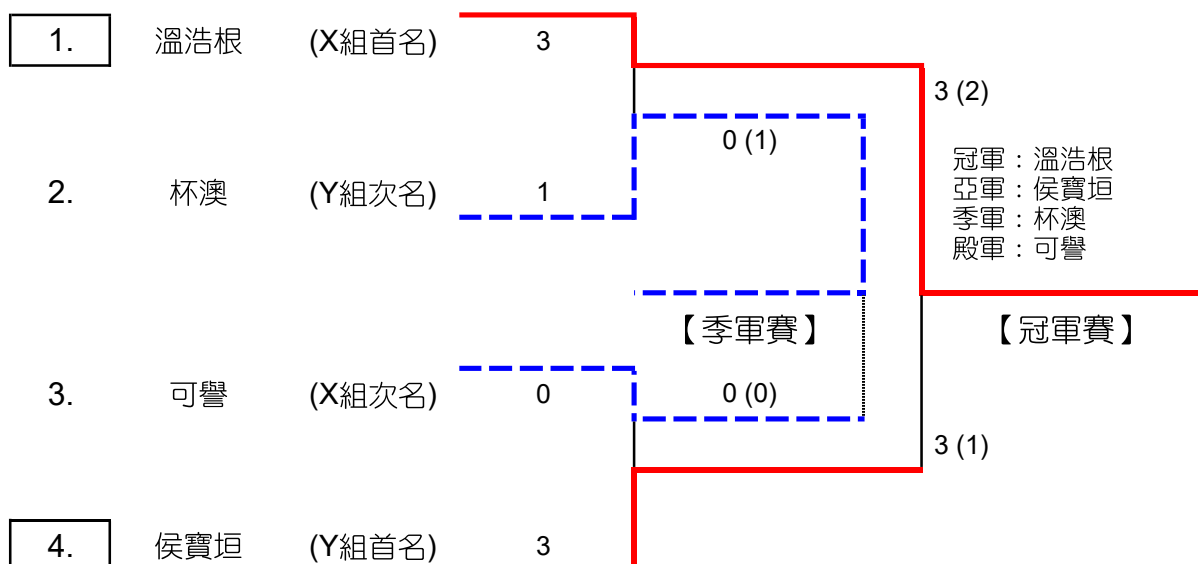 1. 溫浩根 (X組首名) 3
3 (2)
0 (1)
冠軍：溫浩根
亞軍：侯寶垣
季軍：杯澳
殿軍：可譽
2. 杯澳 (Y組次名) 1
【季軍賽】 【冠軍賽】
3. 可譽 (X組次名) 0 0 (0)
3 (1)
4. 侯寶垣 (Y組首名) 3